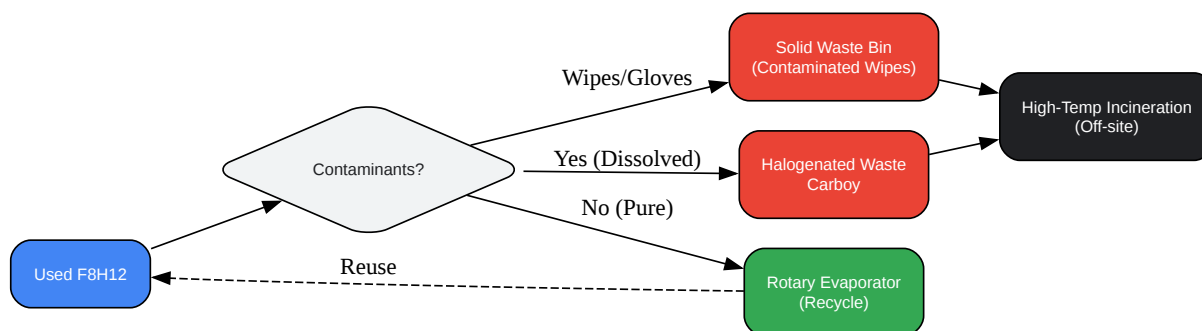 Solid Waste Bin
(Contaminated Wipes)
Wipes/Gloves
High-Temp Incineration
(Off-site)
Contaminants?
Yes (Dissolved)
Halogenated Waste
Carboy
No (Pure)
Used F8H12
Reuse
Rotary Evaporator
(Recycle)